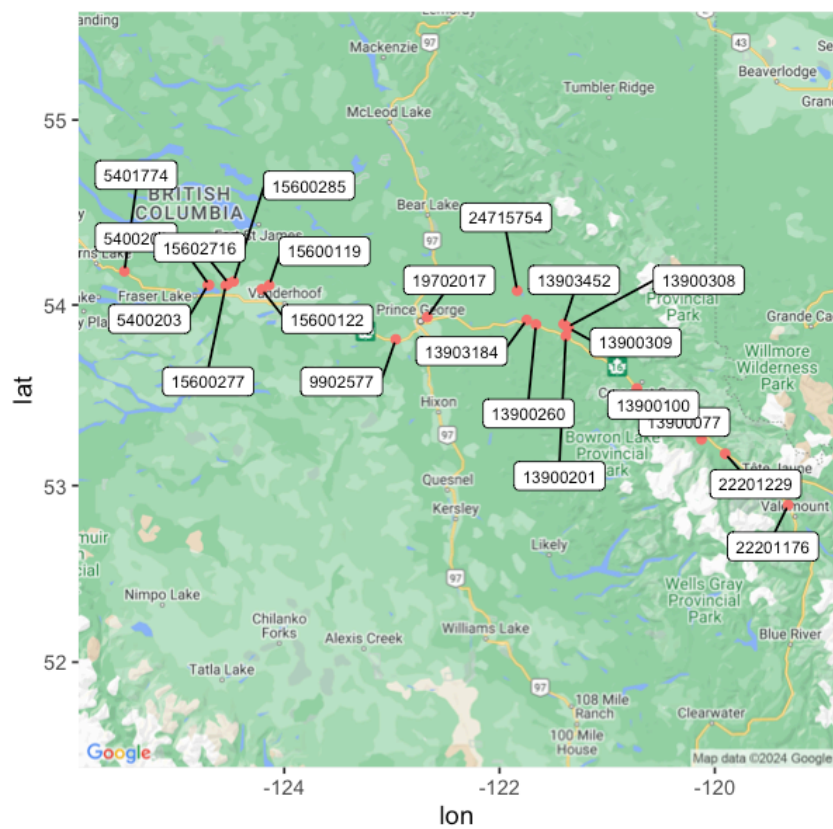 anding
Mackenzie
97
43
Beaverlodge
Tumbler Ridge
55
McLeod Lake
5401774
15600285
BRITISH
COLUMBIA
Bear Lake
24715754
15602716
15600119
97
19702017
13903452
13900308
Provincial
Park
54
Fraser Lake
Vanderhoof
Prince George
5400203
15600122
13903184
13900309
16
Willmore
Wilderness
Park
15600277
9902577
Hixon
13900260
13900100
13900077
Bowron Lake
Provincial
97
13900201
Quesnel
22201229
53
Kersley
22201176
Likely
97
Wells Gray
Provincial
Park
Nimpo Lake
Chilanko
Forks
Alexis Creek
Williams Lake
Blue River
52
Tatla Lake
97
108 Mile
Ranch
100 Mile
House
Clearwater
Google
Map data ©2024 Google
-124
-122
-120
lon
lat